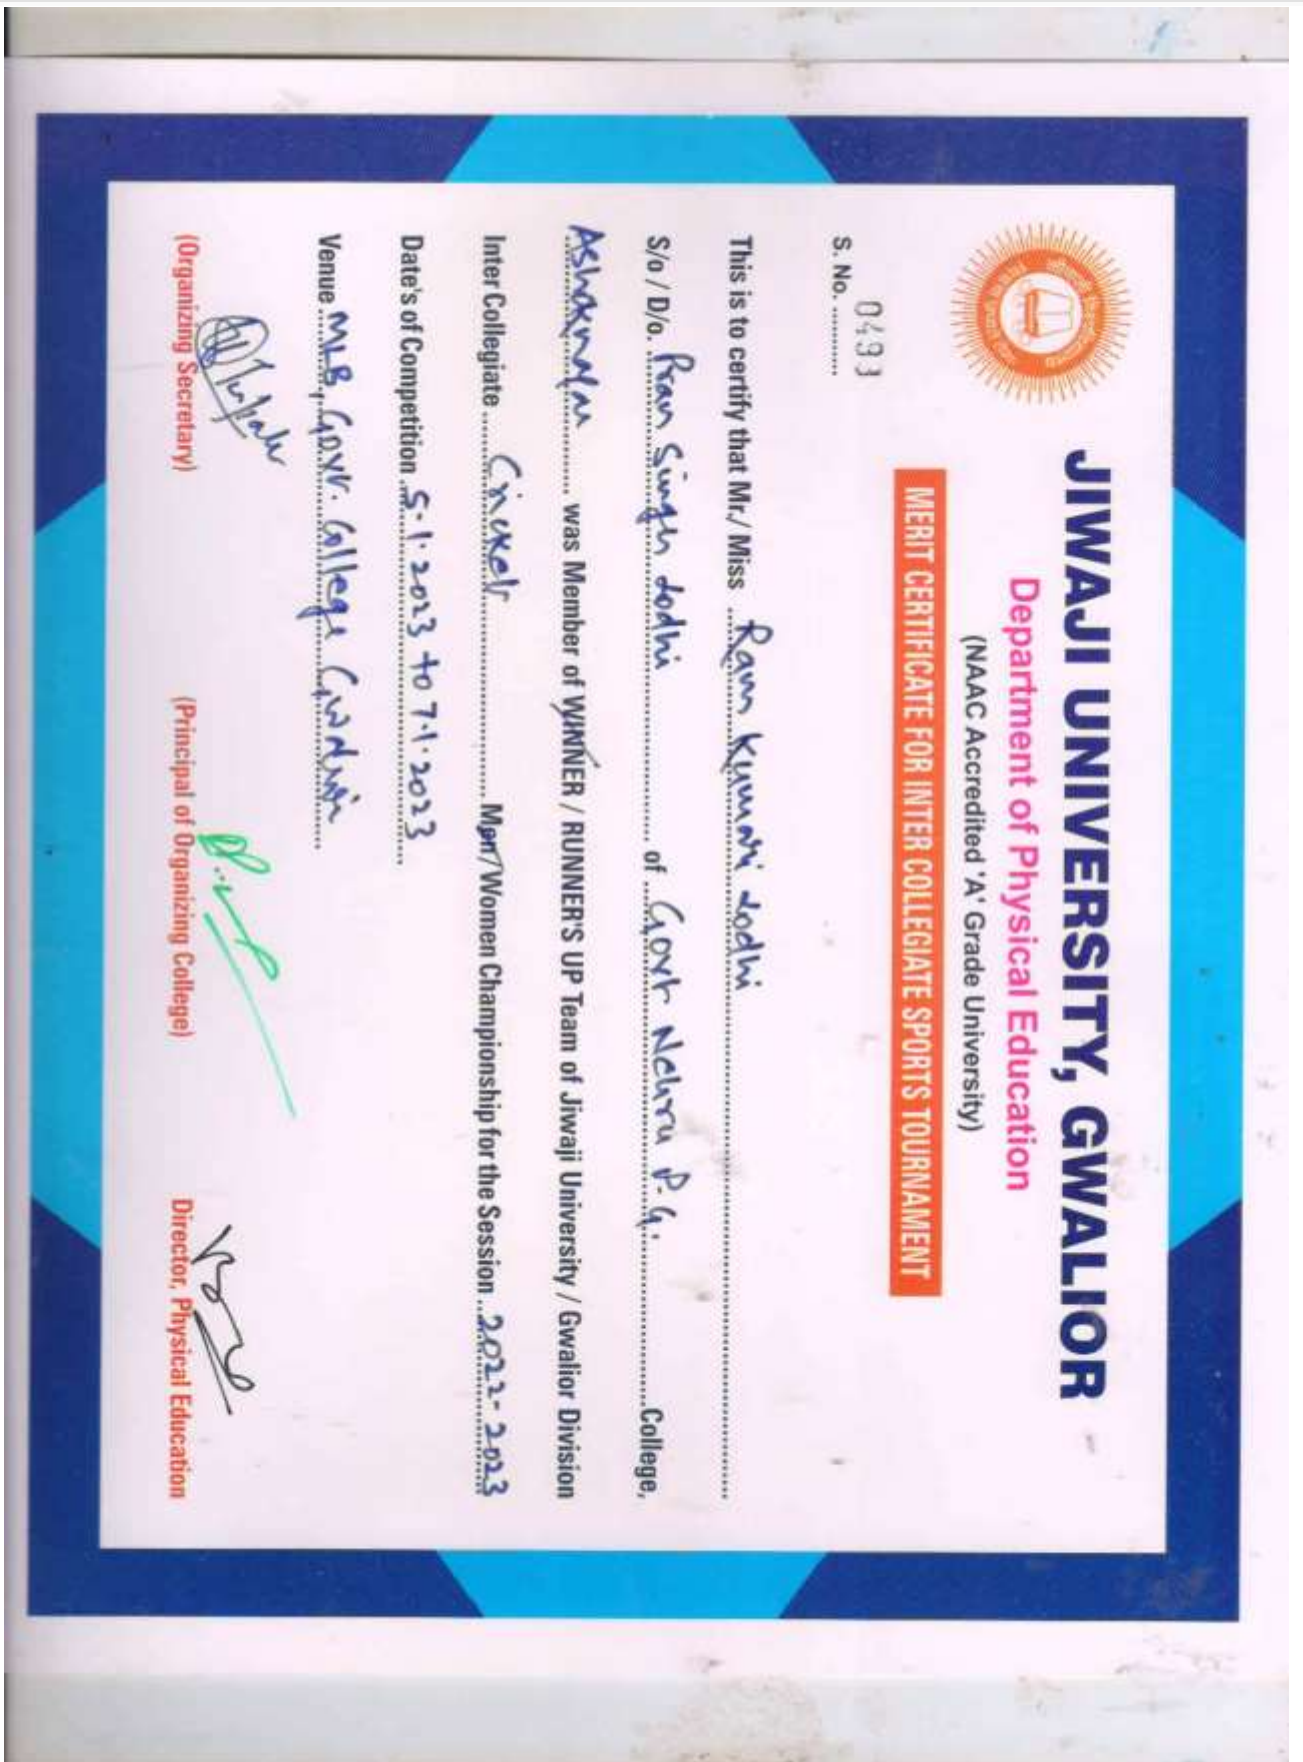 JIWAJI UNIVERSITY, GWALIOR
Department of Physical Education
(NAAC Accredited 'A' Grade University)
MERIT CERTIFICATE FOR INTER COLLEGIATE SPORTS TOURNAMENT
S. No. 0493
This is to certify that Mr./ Miss Ram Kumari Lodhi
S/o / D/o. Pran Singh Lodhi of Govt Nehru P.G. College,
Ashoknagar was Member of WINNER / RUNNER'S UP Team of Jiwaji University / Gwalior Division
Inter Collegiate Cricket Men/Women Championship for the Session 2022-2023
Date's of Competition 5-1-2023 to 7-1-2023
Venue MLB, Govt. College Gwalior
(Organizing Secretary) (Principal of Organizing College) Director, Physical Education